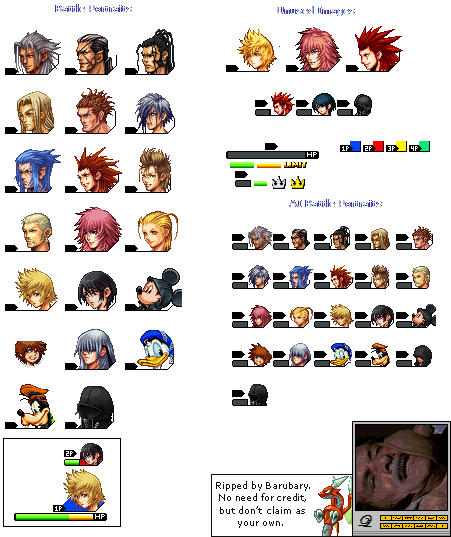 Battle Portraits:
Unused Images:
HP
1P 2P 3P 4P
LIMIT
AI Battle Portraits:
2P
1P
HP
Ripped by Barubary.
No need for credit,
but don't claim as
your own.